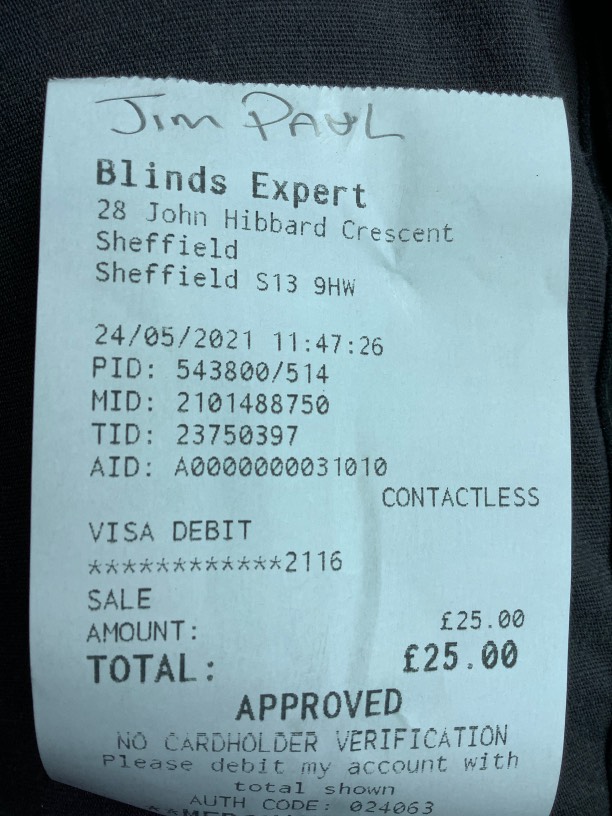 Jim PAUL
Blinds Expert
28 John Hibbard Crescent
Sheffield
Sheffield S13 9HW
24/05/2021 11:47:26
PID: 543800/514
MID: 2101488750
TID: 23750397
AID: A0000000031010
CONTACTLESS
VISA DEBIT
************2116
SALE
AMOUNT: £25.00
TOTAL: £25.00
APPROVED
NO CARDHOLDER VERIFICATION
Please debit my account with
total shown
AUTH CODE: 024063